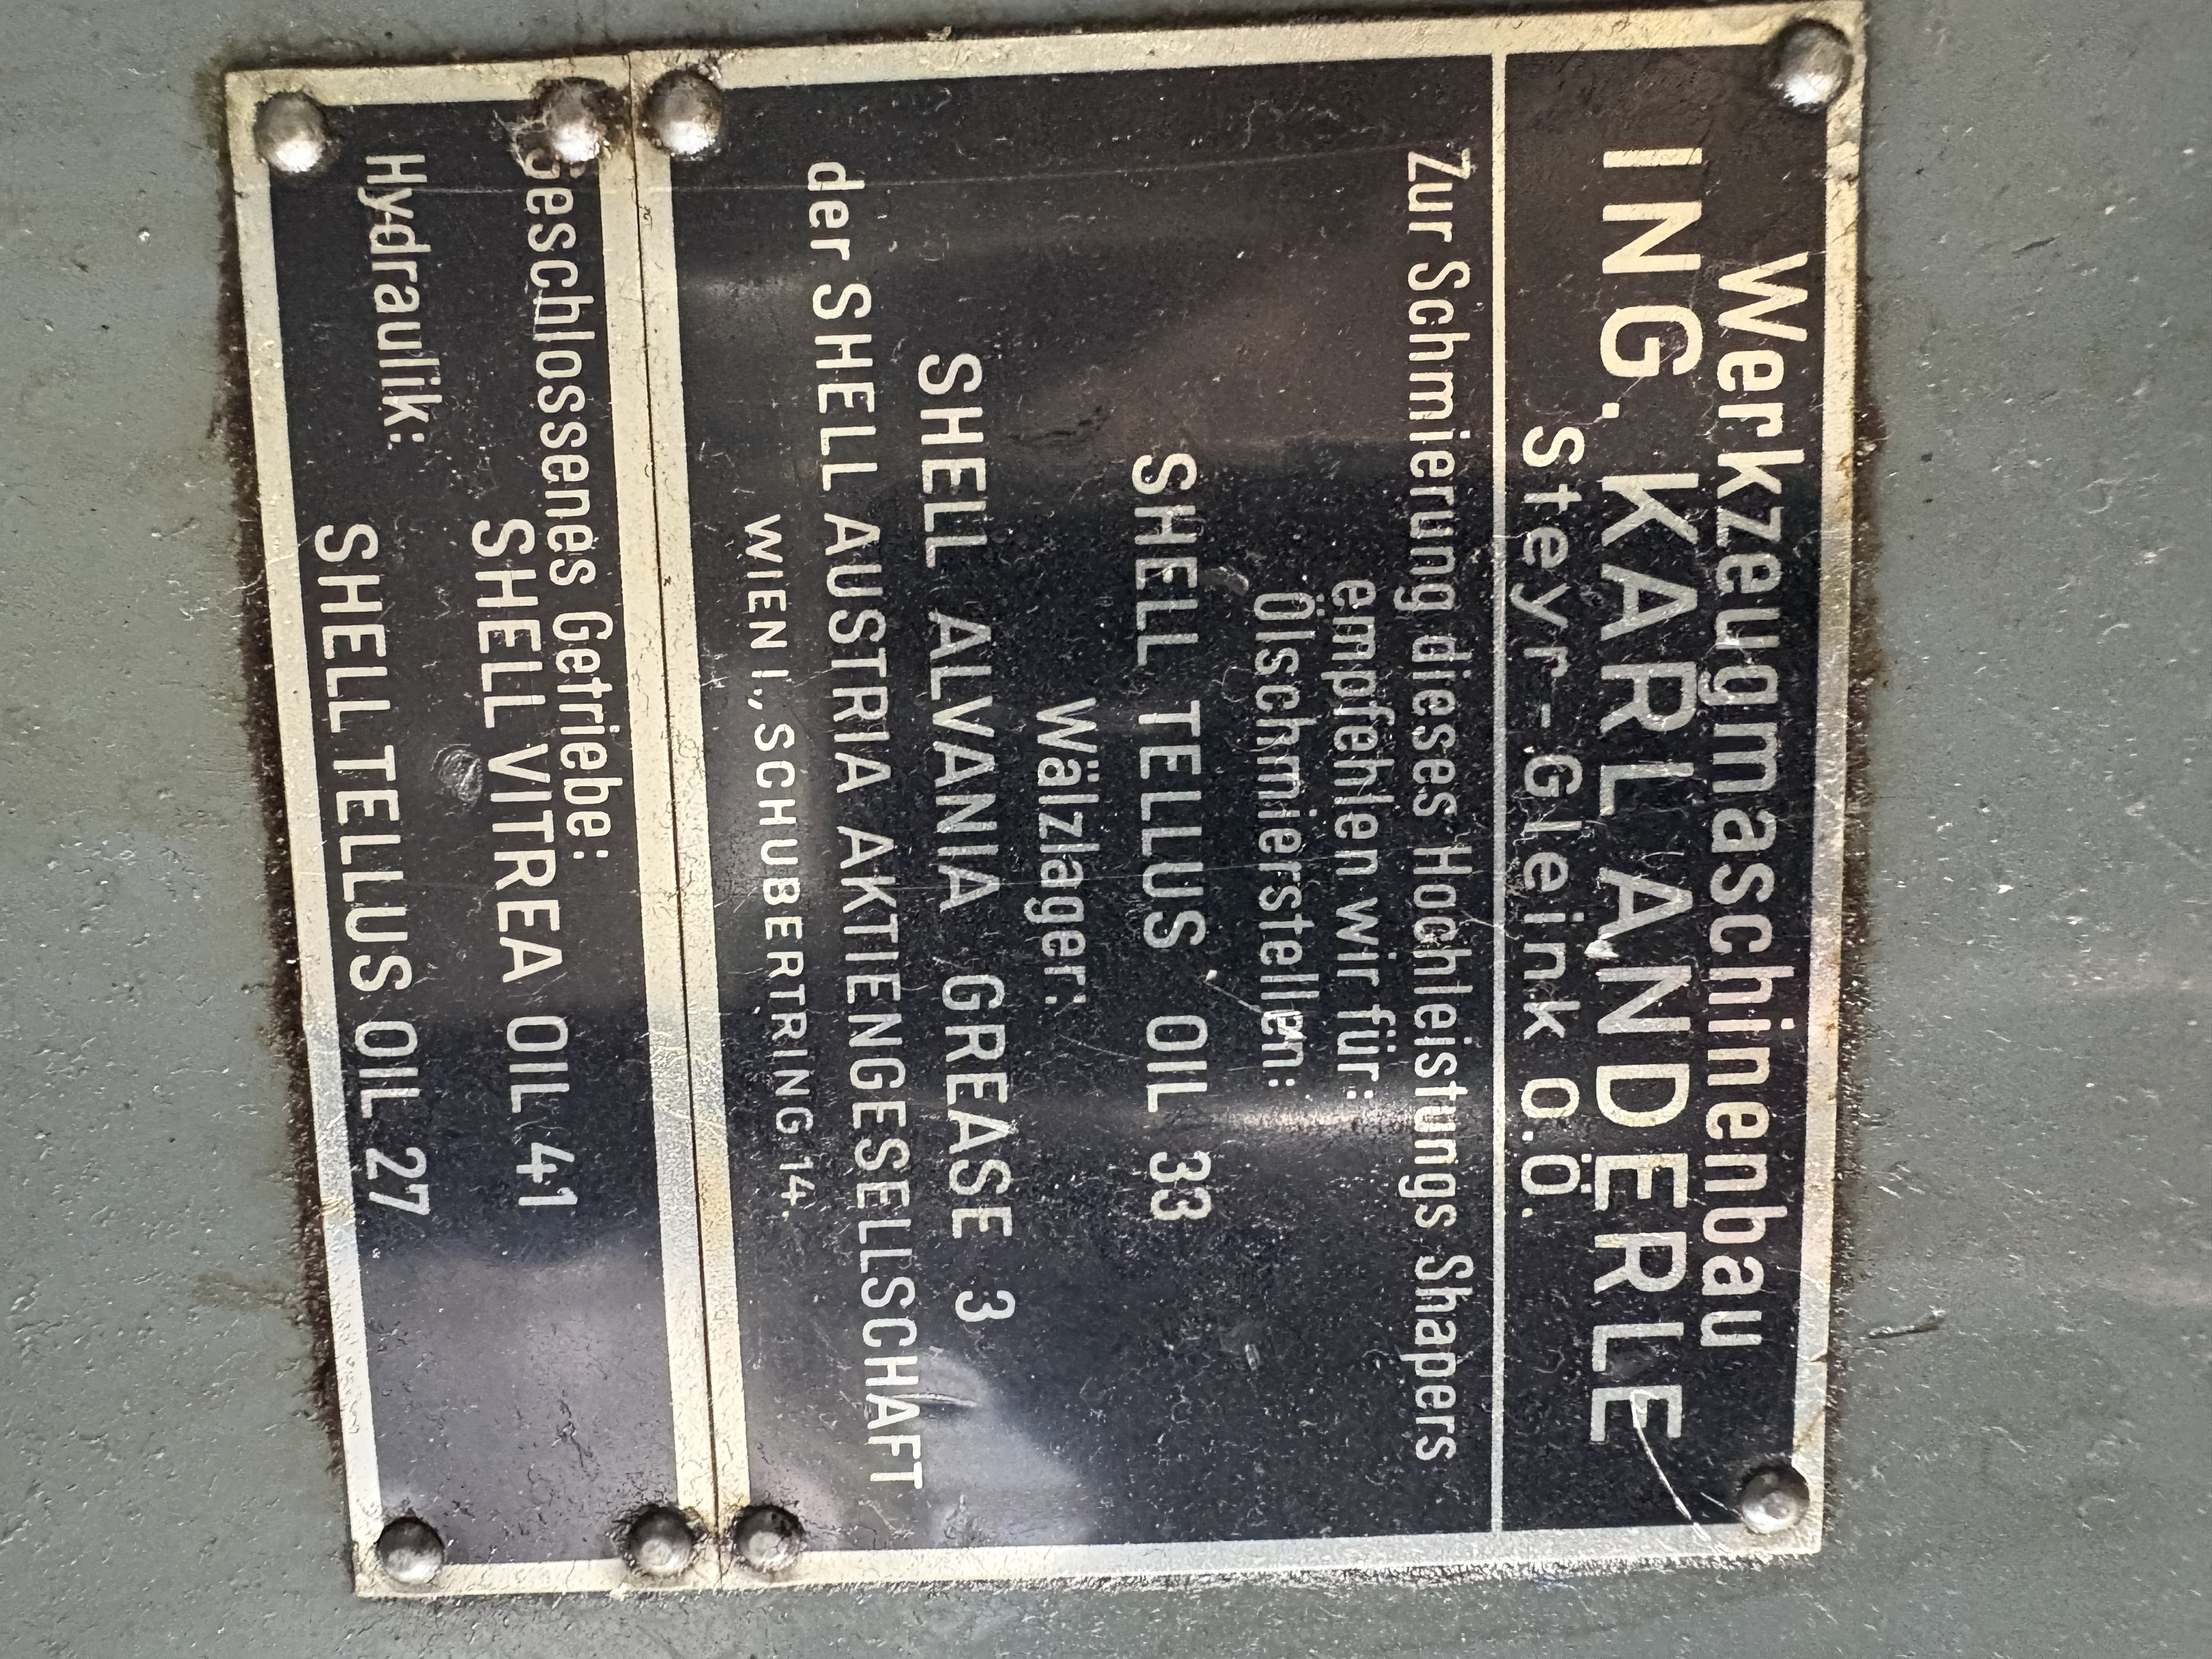 Werkzeugmaschinenbau
ING. KARL ANDERLE
Steyr-Gleink O.Ö.
Zur Schmierung dieses Hochleistungs Shapers
empfehlen wir für:
Ölschmierstellen:
SHELL TELLUS OIL 33
Wälzlager:
SHELL ALVANIA GREASE 3
der SHELL AUSTRIA AKTIENGESELLSCHAFT
WIEN I., SCHUBERTRING 14.
Geschlossenes Getriebe:
SHELL VITREA OIL 41
Hydraulik:
SHELL TELLUS OIL 27